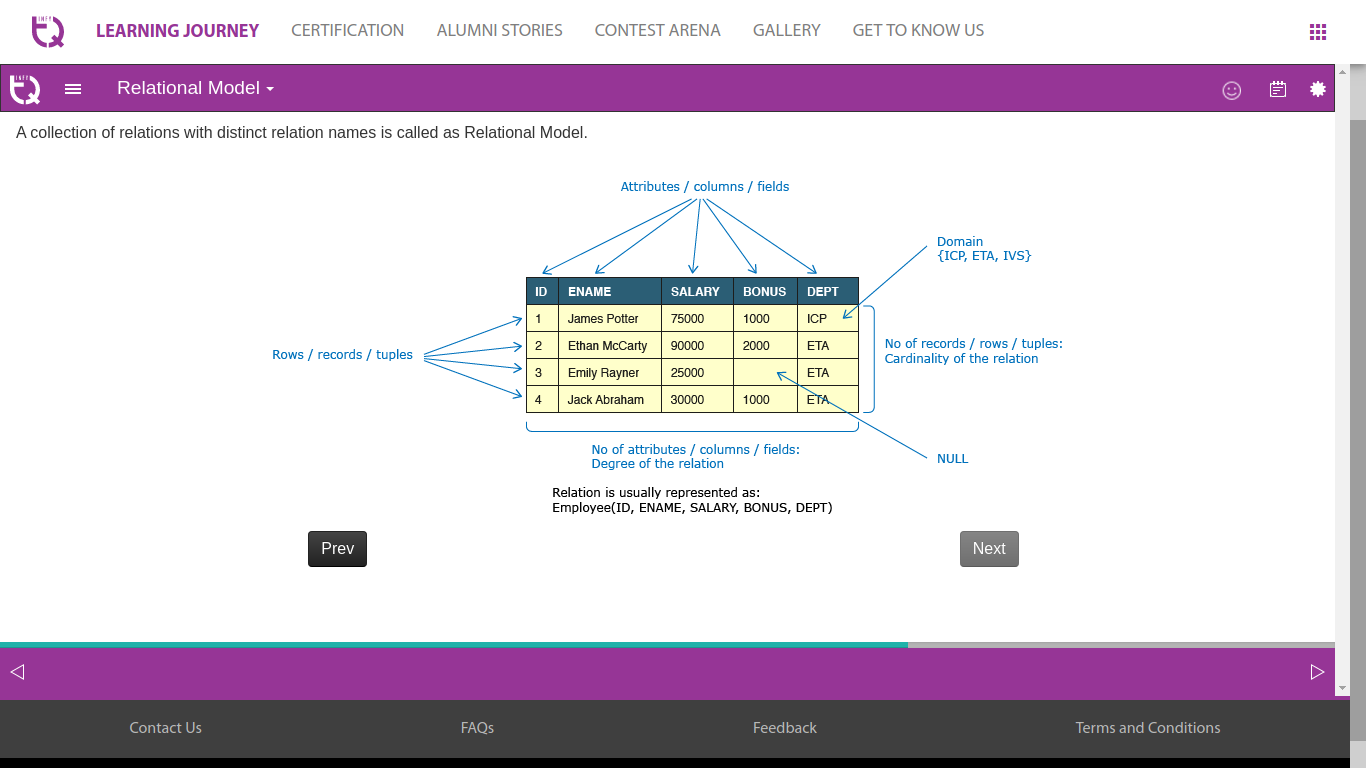 INFY
TQ
LEARNING JOURNEY
CERTIFICATION
ALUMNI STORIES
CONTEST ARENA
GALLERY
GET TO KNOW US
INFY
TQ
Relational Model
A collection of relations with distinct relation names is called as Relational Model.
Attributes / columns / fields
Domain
{ICP, ETA, IVS}
ID ENAME SALARY BONUS DEPT
1 James Potter 75000 1000 ICP
2 Ethan McCarty 90000 2000 ETA
3 Emily Rayner 25000 ETA
4 Jack Abraham 30000 1000 ETA
Rows / records / tuples
No of records / rows / tuples:
Cardinality of the relation
No of attributes / columns / fields:
Degree of the relation
NULL
Relation is usually represented as:
Employee(ID, ENAME, SALARY, BONUS, DEPT)
Prev
Next
Contact Us
FAQs
Feedback
Terms and Conditions